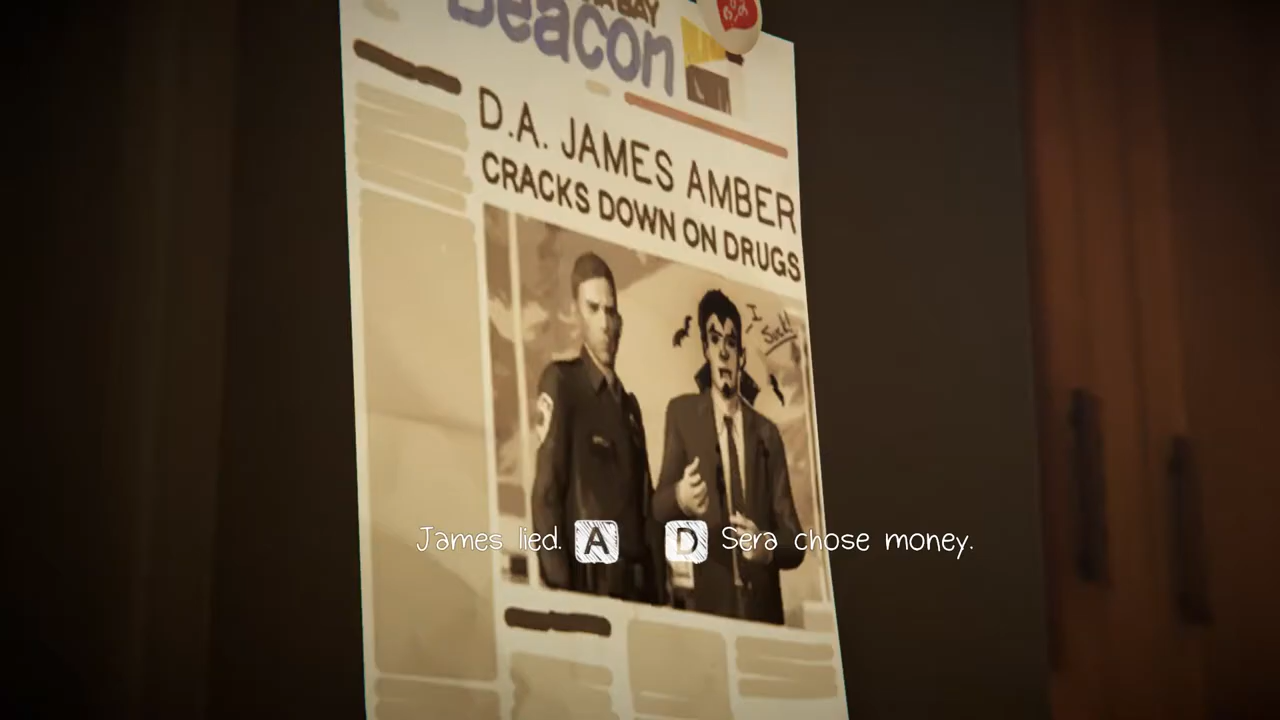 Beacon
D.A. JAMES AMBER
CRACKS DOWN ON DRUGS
I
Suck!
James lied. A D Sera chose money.